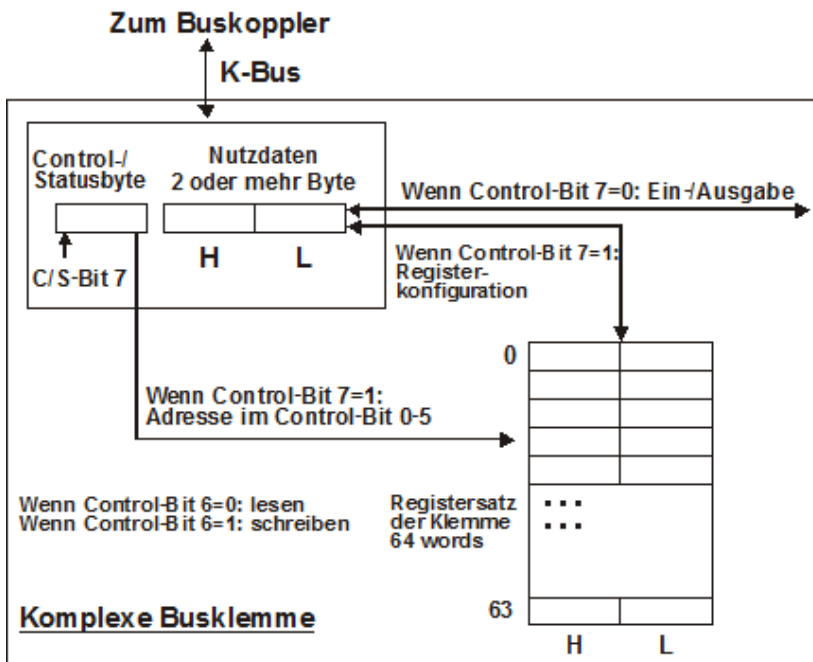 Zum Buskoppler
K-Bus
Control-/
Statusbyte
Nutzdaten
2 oder mehr Byte
H
L
C/S-Bit 7
Wenn Control-Bit 7=0: Ein-/Ausgabe
Wenn Control-Bit 7=1:
Register-
konfiguration
Wenn Control-Bit 7=1:
Adresse im Control-Bit 0-5
0
Wenn Control-Bit 6=0: lesen
Wenn Control-Bit 6=1: schreiben
Registersatz
der Klemme
64 words
63
H
L
Komplexe Busklemme